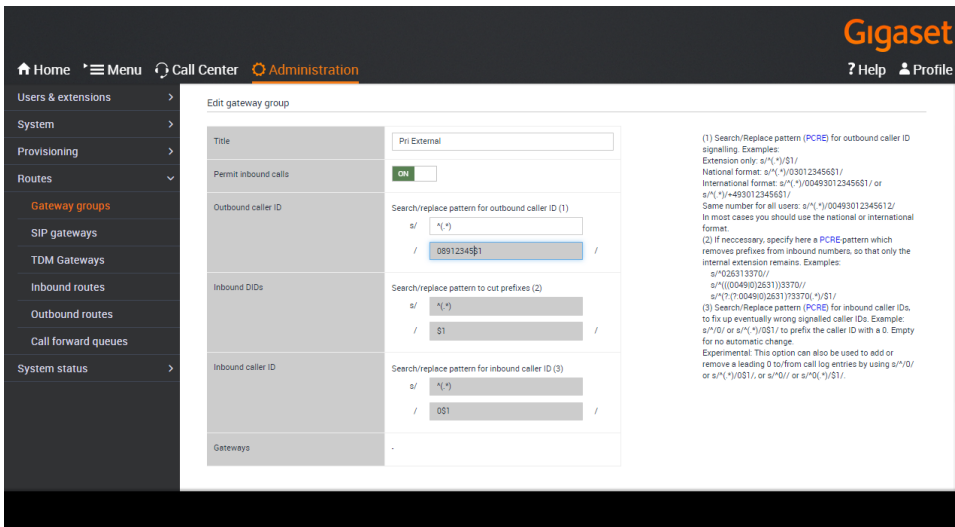 Gigaset
Home Menu Call Center Administration ? Help Profile
Users & extensions
System
Provisioning
Routes
Gateway groups
SIP gateways
TDM Gateways
Inbound routes
Outbound routes
Call forward queues
System status
Edit gateway group
Title Pri External
Permit inbound calls ON
Outbound caller ID Search/replace pattern for outbound caller ID (1)
s/ ^(.*)
/ 08912345$1 /
Inbound DIDs Search/replace pattern to cut prefixes (2)
s/ ^(.*)
/ $1 /
Inbound caller ID Search/replace pattern for inbound caller ID (3)
s/ ^(.*)
/ 0$1 /
Gateways -
(1) Search/Replace pattern (PCRE) for outbound caller ID
signalling. Examples:
Extension only: s/^(.*)/$1/
National format: s/^(.*)/030123456$1/
International format: s/^(.*)/004930123456$1/ or
s/^(.*)/+4930123456$1/
Same number for all users: s/^(.*)/00493012345612/
In most cases you should use the national or international
format.
(2) If neccessary, specify here a PCRE-pattern which
removes prefixes from inbound numbers, so that only the
internal extension remains. Examples:
s/^026313370//
s/^(((0049|0)2631))3370//
s/^(?:(?:0049|0)2631)?3370(.*)/$1/
(3) Search/Replace pattern (PCRE) for inbound caller IDs,
to fix up eventually wrong signalled caller IDs. Example:
s/^/0/ or s/^(.*)/0$1/ to prefix the caller ID with a 0. Empty
for no automatic change.
Experimental: This option can also be used to add or
remove a leading 0 to/from call log entries by using s/^/0/
or s/^(.*)/0$1/, or s/^0// or s/^0(.*)/$1/.